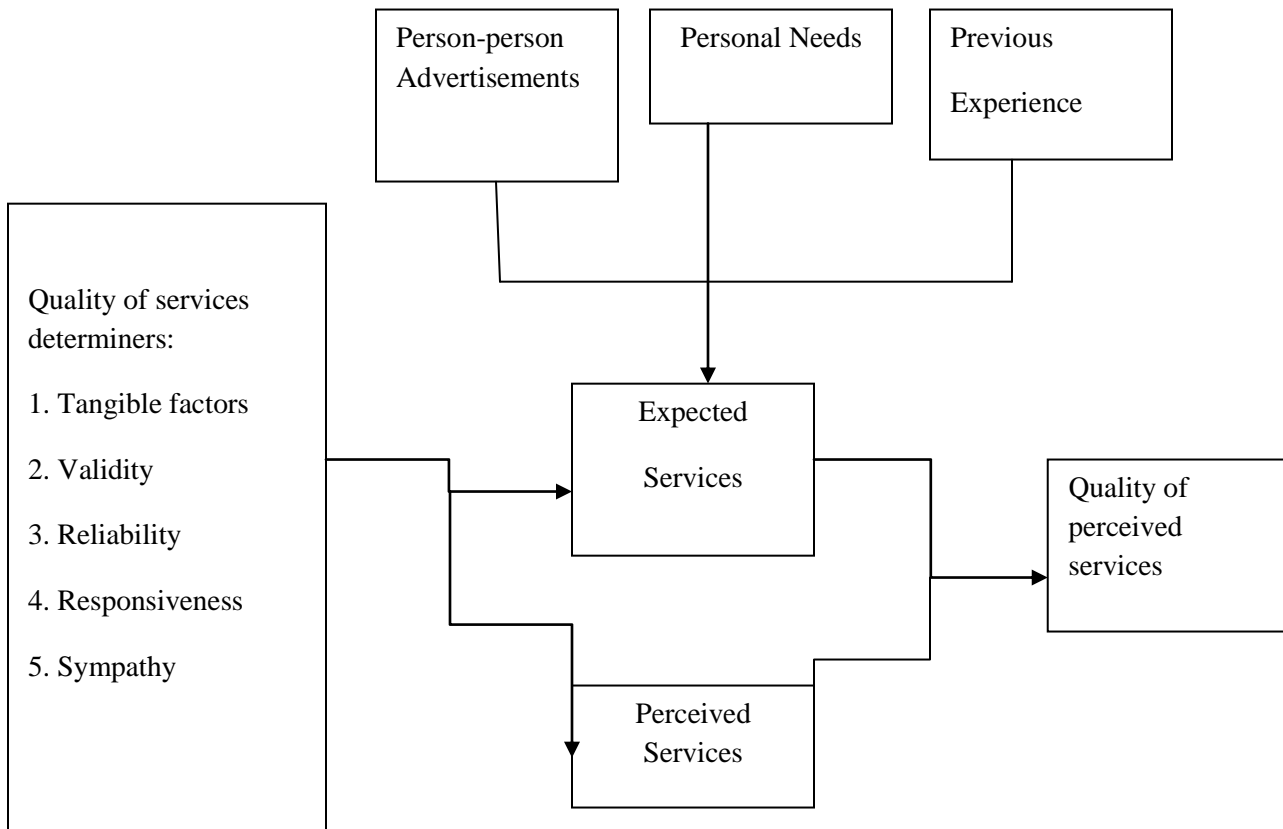 Person-person
Advertisements
Personal Needs
Previous
Experience
Quality of services
determiners:
1. Tangible factors
2. Validity
3. Reliability
4. Responsiveness
5. Sympathy
Expected
Services
Perceived
Services
Quality of
perceived
services